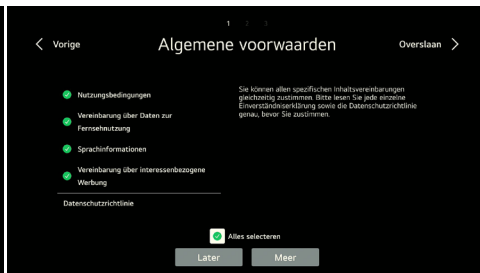 1 2 3
Vorige
Algemene voorwaarden
Overslaan
Nutzungsbedingungen
Vereinbarung über Daten zur
Fernsehnutzung
Sprachinformationen
Vereinbarung über interessenbezogene
Werbung
Datenschutzrichtlinie
Sie können allen spezifischen Inhaltsvereinbarungen
gleichzeitig zustimmen. Bitte lesen Sie jede einzelne
Einverständniserklärung sowie die Datenschutzrichtlinie
genau, bevor Sie zustimmen.
Alles selecteren
Later
Meer